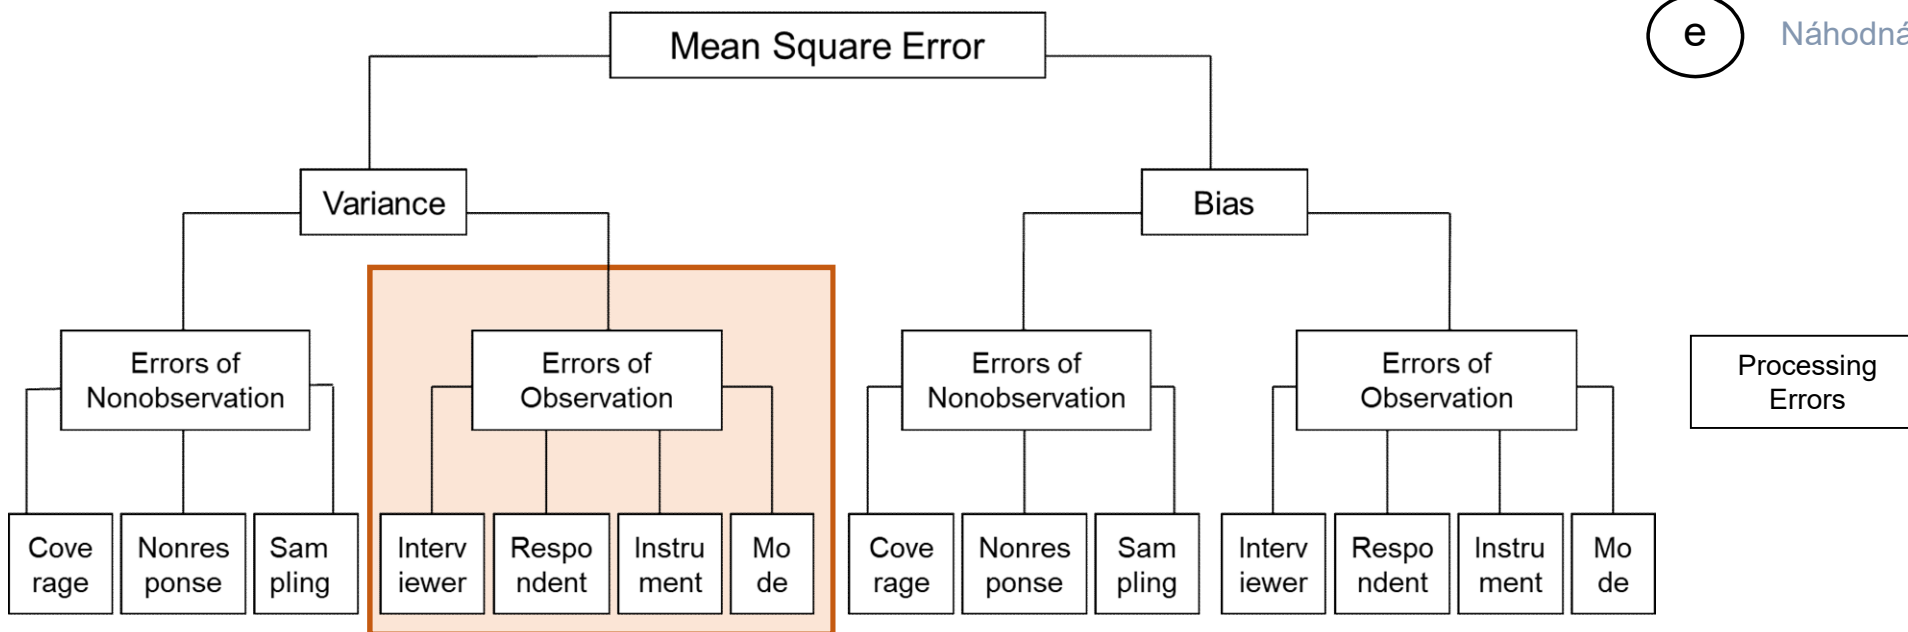 Mean Square Error
e
Náhodná
Variance
Bias
Errors of
Nonobservation
Errors of
Observation
Errors of
Nonobservation
Errors of
Observation
Processing
Errors
Cove
rage
Nonres
ponse
Sam
pling
Interv
iewer
Respo
ndent
Instru
ment
Mo
de
Cove
rage
Nonres
ponse
Sam
pling
Interv
iewer
Respo
ndent
Instru
ment
Mo
de